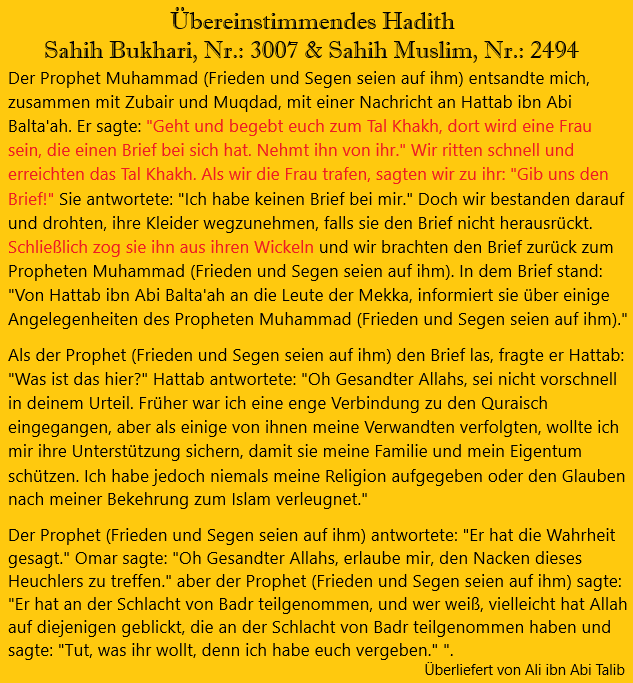 Übereinstimmendes Hadith
Sahih Bukhari, Nr.: 3007 & Sahih Muslim, Nr.: 2494
Der Prophet Muhammad (Frieden und Segen seien auf ihm) entsandte mich,
zusammen mit Zubair und Muqdad, mit einer Nachricht an Hattab ibn Abi
Balta'ah. Er sagte: "Geht und begebt euch zum Tal Khakh, dort wird eine Frau
sein, die einen Brief bei sich hat. Nehmt ihn von ihr." Wir ritten schnell und
erreichten das Tal Khakh. Als wir die Frau trafen, sagten wir zu ihr: "Gib uns den
Brief!" Sie antwortete: "Ich habe keinen Brief bei mir." Doch wir bestanden darauf
und drohten, ihre Kleider wegzunehmen, falls sie den Brief nicht herausrückt.
Schließlich zog sie ihn aus ihren Wickeln und wir brachten den Brief zurück zum
Propheten Muhammad (Frieden und Segen seien auf ihm). In dem Brief stand:
"Von Hattab ibn Abi Balta'ah an die Leute der Mekka, informiert sie über einige
Angelegenheiten des Propheten Muhammad (Frieden und Segen seien auf ihm)."
Als der Prophet (Frieden und Segen seien auf ihm) den Brief las, fragte er Hattab:
"Was ist das hier?" Hattab antwortete: "Oh Gesandter Allahs, sei nicht vorschnell
in deinem Urteil. Früher war ich eine enge Verbindung zu den Quraisch
eingegangen, aber als einige von ihnen meine Verwandten verfolgten, wollte ich
mir ihre Unterstützung sichern, damit sie meine Familie und mein Eigentum
schützen. Ich habe jedoch niemals meine Religion aufgegeben oder den Glauben
nach meiner Bekehrung zum Islam verleugnet."
Der Prophet (Frieden und Segen seien auf ihm) antwortete: "Er hat die Wahrheit
gesagt." Omar sagte: "Oh Gesandter Allahs, erlaube mir, den Nacken dieses
Heuchlers zu treffen." aber der Prophet (Frieden und Segen seien auf ihm) sagte:
"Er hat an der Schlacht von Badr teilgenommen, und wer weiß, vielleicht hat Allah
auf diejenigen geblickt, die an der Schlacht von Badr teilgenommen haben und
sagte: "Tut, was ihr wollt, denn ich habe euch vergeben." ".
Überliefert von Ali ibn Abi Talib